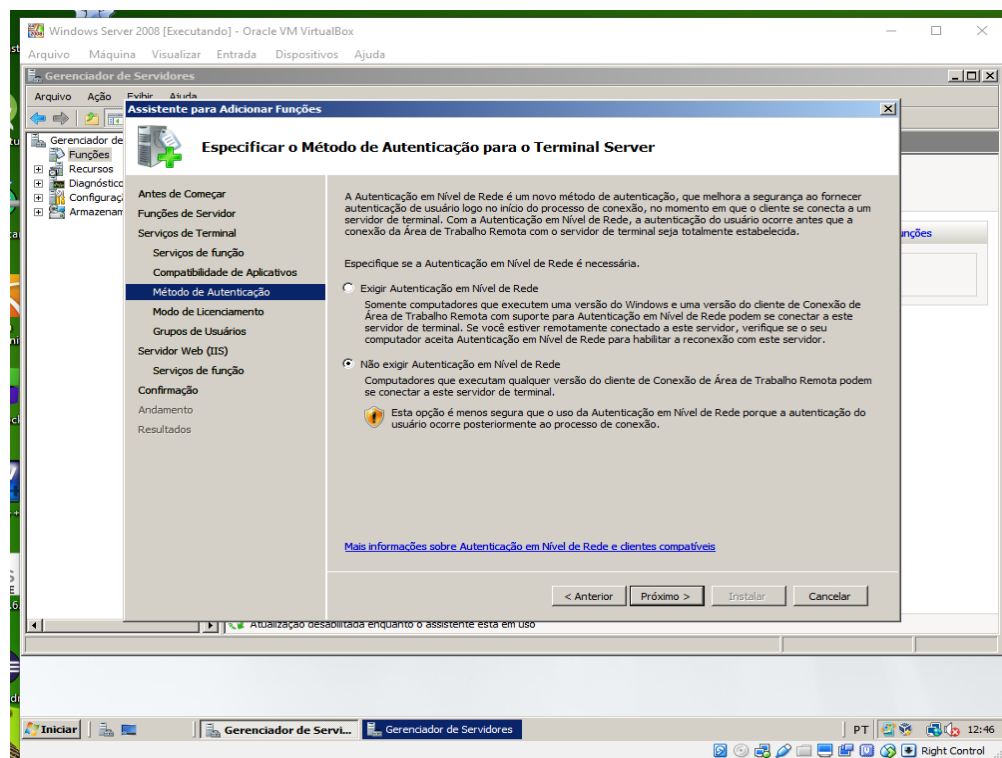 Windows Server 2008 [Executando] - Oracle VM VirtualBox
Arquivo Máquina Visualizar Entrada Dispositivos Ajuda
Gerenciador de Servidores
Arquivo Ação Exibir Ajuda
Assistente para Adicionar Funções
Especificar o Método de Autenticação para o Terminal Server
Gerenciador de
Funções
Recursos
Diagnóstico
Configuraç
Armazenam
Antes de Começar
Funções de Servidor
Serviços de Terminal
Serviços de função
Compatibilidade de Aplicativos
Método de Autenticação
Modo de Licenciamento
Grupos de Usuários
Servidor Web (IIS)
Serviços de função
Confirmação
Andamento
Resultados
A Autenticação em Nível de Rede é um novo método de autenticação, que melhora a segurança ao fornecer
autenticação de usuário logo no início do processo de conexão, no momento em que o cliente se conecta a um
servidor de terminal. Com a Autenticação em Nível de Rede, a autenticação do usuário ocorre antes que a
conexão da Área de Trabalho Remota com o servidor de terminal seja totalmente estabelecida.
Especifique se a Autenticação em Nível de Rede é necessária.
Exigir Autenticação em Nível de Rede
Somente computadores que executem uma versão do Windows e uma versão do cliente de Conexão de
Área de Trabalho Remota com suporte para Autenticação em Nível de Rede podem se conectar a este
servidor de terminal. Se você estiver remotamente conectado a este servidor, verifique se o seu
computador aceita Autenticação em Nível de Rede para habilitar a reconexão com este servidor.
Não exigir Autenticação em Nível de Rede
Computadores que executam qualquer versão do cliente de Conexão de Área de Trabalho Remota podem
se conectar a este servidor de terminal.
Esta opção é menos segura que o uso da Autenticação em Nível de Rede porque a autenticação do
usuário ocorre posteriormente ao processo de conexão.
Mais informações sobre Autenticação em Nível de Rede e clientes compatíveis
< Anterior Próximo > Instalar Cancelar
unções
Atualização desabilitada enquanto o assistente está em uso
Iniciar Gerenciador de Servi... Gerenciador de Servidores PT 12:46
Right Control